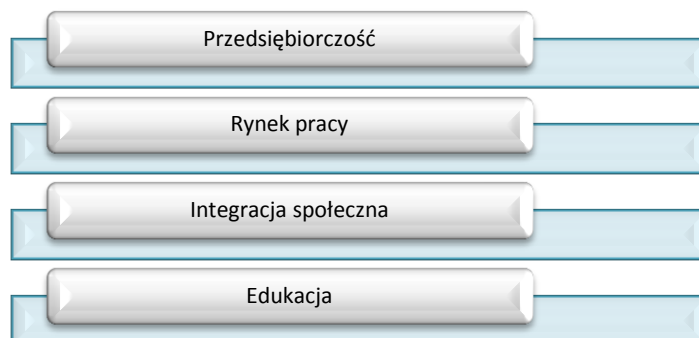 Przedsiębiorczość
Rynek pracy
Integracja społeczna
Edukacja